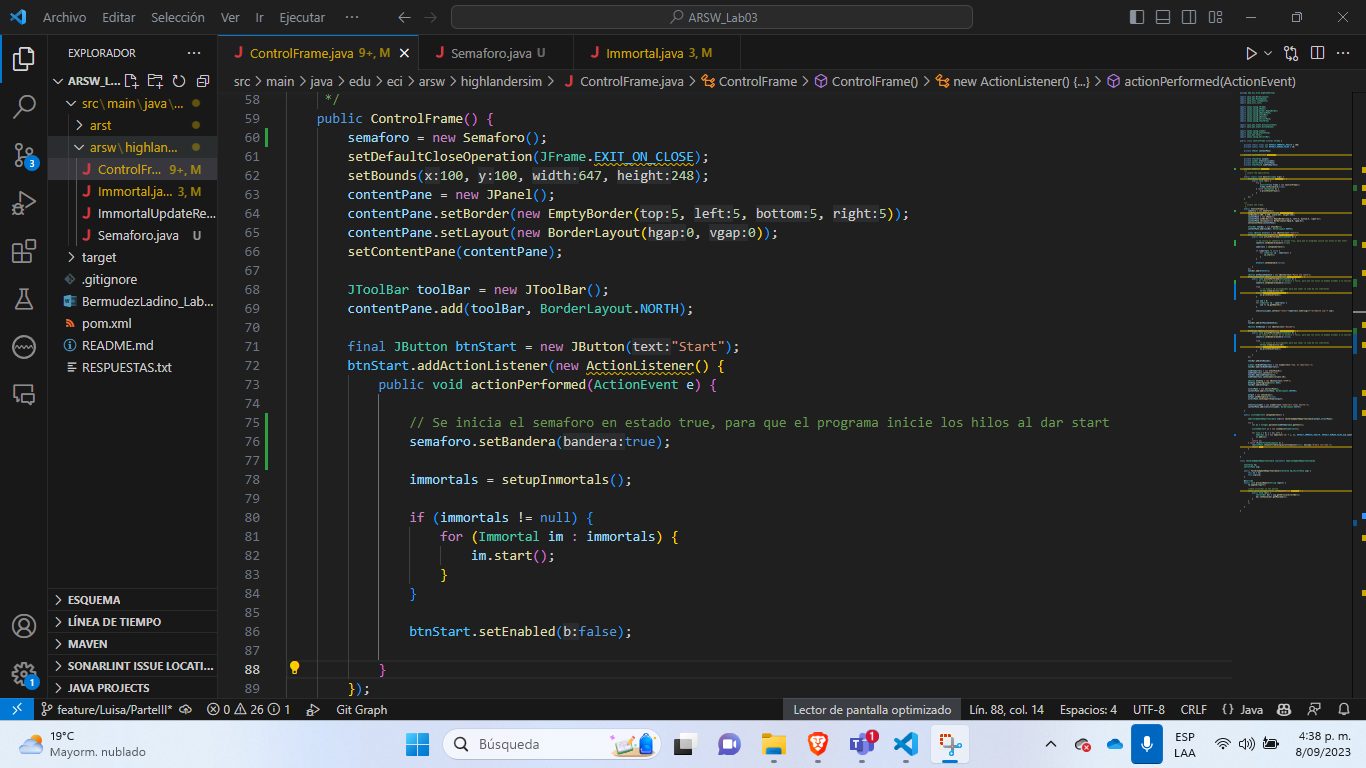 Archivo Editar Selección Ver Ir Ejecutar ··· ARSW_Lab03
EXPLORADOR
ARSW_L...
src\main\java\...
arst
arsw\highlan...
ControlFr... 9+, M
Immortal.ja... 3, M
ImmortalUpdateRe...
Semaforo.java U
target
.gitignore
BermudezLadino_Lab...
pom.xml
README.md
RESPUESTAS.txt
ESQUEMA
LÍNEA DE TIEMPO
MAVEN
SONARLINT ISSUE LOCATI...
JAVA PROJECTS
ControlFrame.java 9+, M Semaforo.java U Immortal.java 3, M
src > main > java > edu > eci > arsw > highlandersim > ControlFrame.java > ControlFrame > ControlFrame() > new ActionListener() {...} > actionPerformed(ActionEvent)
58 */
59 public ControlFrame() {
60 semaforo = new Semaforo();
61 setDefaultCloseOperation(JFrame.EXIT_ON_CLOSE);
62 setBounds(x:100, y:100, width:647, height:248);
63 contentPane = new JPanel();
64 contentPane.setBorder(new EmptyBorder(top:5, left:5, bottom:5, right:5));
65 contentPane.setLayout(new BorderLayout(hgap:0, vgap:0));
66 setContentPane(contentPane);
67
68 JToolBar toolBar = new JToolBar();
69 contentPane.add(toolBar, BorderLayout.NORTH);
70
71 final JButton btnStart = new JButton(text:"Start");
72 btnStart.addActionListener(new ActionListener() {
73 public void actionPerformed(ActionEvent e) {
74
75 // Se inicia el semaforo en estado true, para que el programa inicie los hilos al dar start
76 semaforo.setBandera(bandera:true);
77
78 immortals = setupInmortals();
79
80 if (immortals != null) {
81 for (Immortal im : immortals) {
82 im.start();
83 }
84 }
85
86 btnStart.setEnabled(b:false);
87
88 }
89 });
3
1
feature/Luisa/ParteIII* 0 26 1 Git Graph Lector de pantalla optimizado Lín. 88, col. 14 Espacios: 4 UTF-8 CRLF {} Java
19°C
Mayorm. nublado
Búsqueda
1
ESP
LAA
4:38 p. m.
8/09/2023